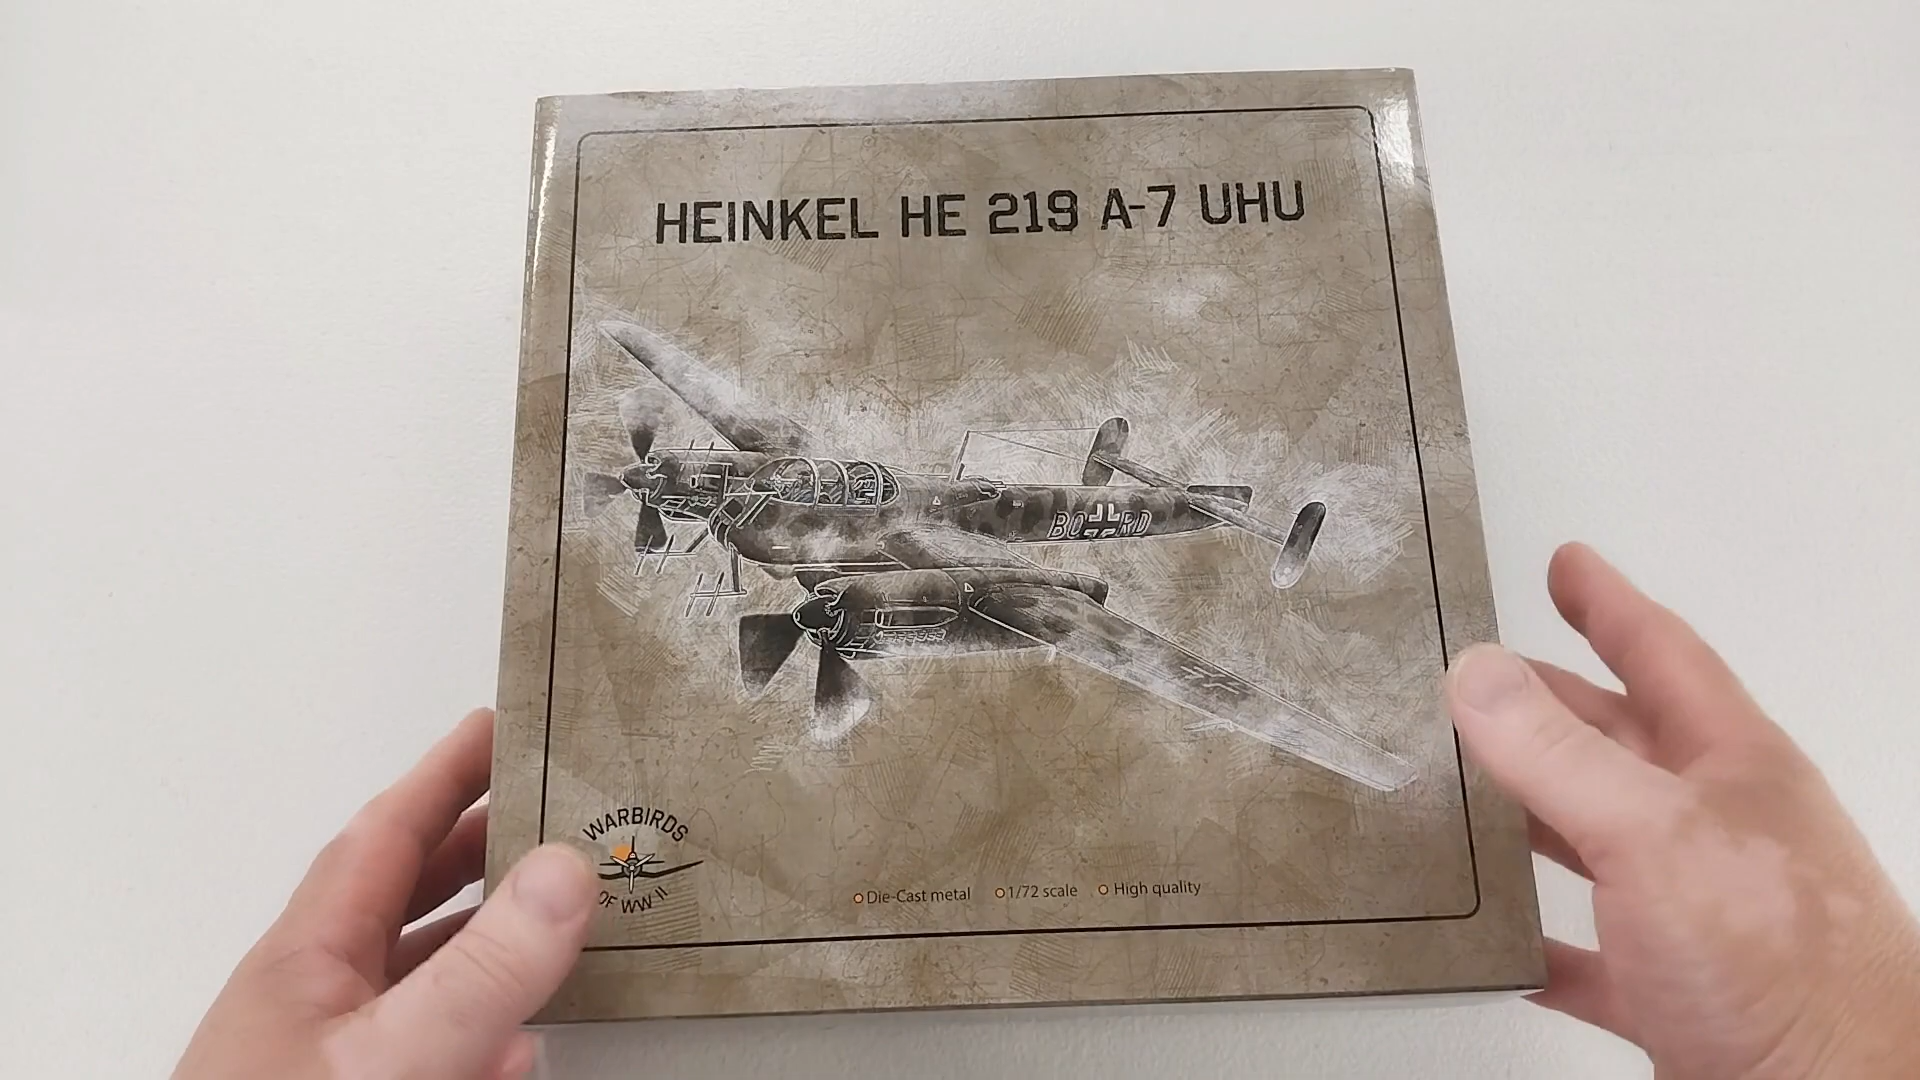 HEINKEL HE 219 A-7 UHU
BO RD
WARBIRDS
OF WW II
Die-Cast metal 1/72 scale High quality